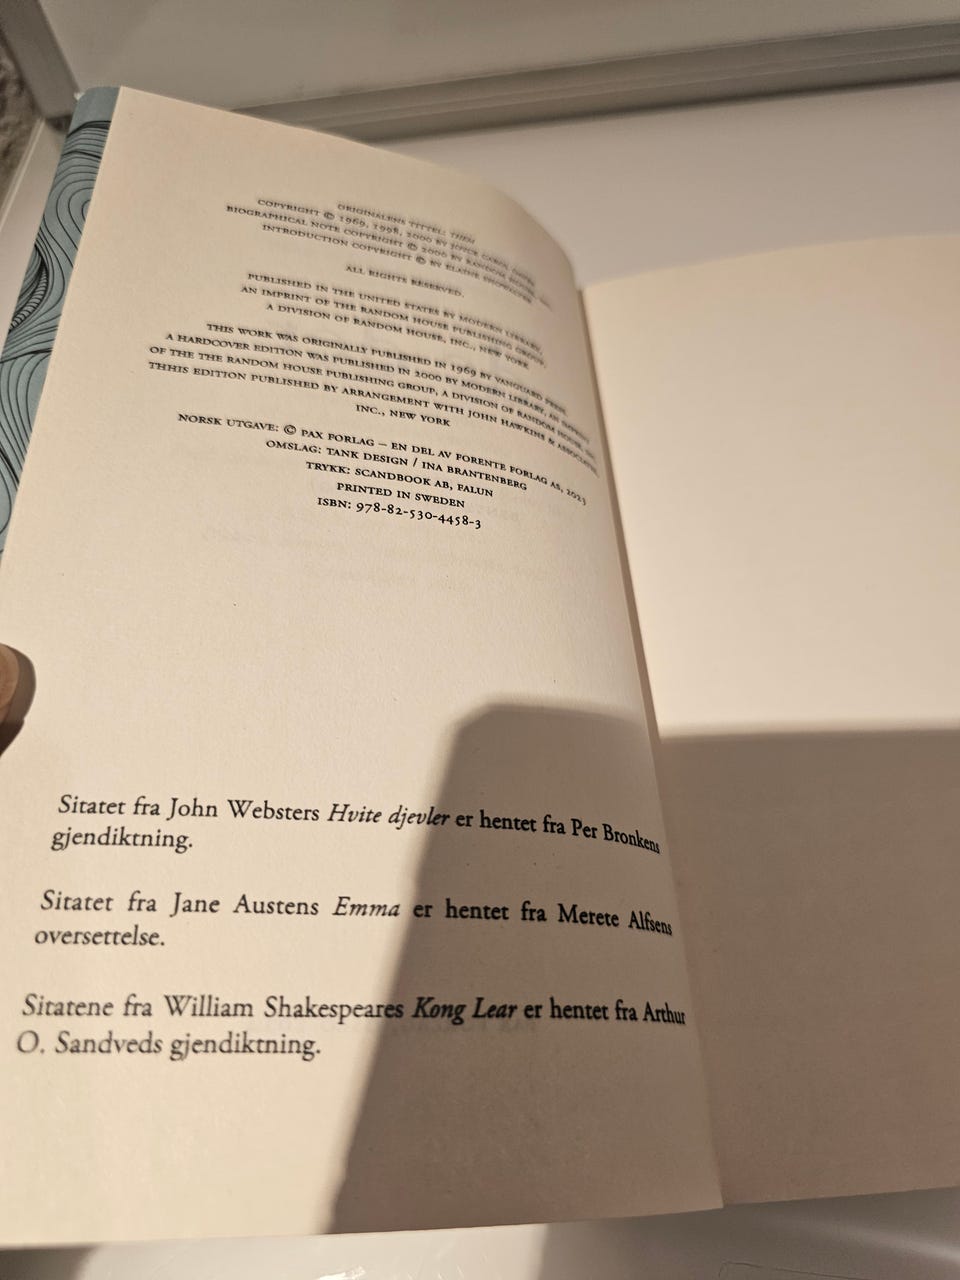 ORIGINALENS TITTEL: THEM
COPYRIGHT © 1969, 1998, 2000 BY JOYCE CAROL OATES
BIOGRAPHICAL NOTE COPYRIGHT © 2000 BY RANDOM HOUSE, INC.
INTRODUCTION COPYRIGHT © BY ELAINE SHOWALTER
ALL RIGHTS RESERVED.
PUBLISHED IN THE UNITED STATES BY MODERN LIBRARY,
AN IMPRINT OF THE RANDOM HOUSE PUBLISHING GROUP,
A DIVISION OF RANDOM HOUSE, INC., NEW YORK
THIS WORK WAS ORIGINALLY PUBLISHED IN 1969 BY VANGUARD PRESS.
A HARDCOVER EDITION WAS PUBLISHED IN 2000 BY MODERN LIBRARY, AN IMPRINT
OF THE THE RANDOM HOUSE PUBLISHING GROUP, A DIVISION OF RANDOM HOUSE, INC.
THHIS EDITION PUBLISHED BY ARRANGEMENT WITH JOHN HAWKINS & ASSOCIATES,
INC., NEW YORK
NORSK UTGAVE: © PAX FORLAG – EN DEL AV FORENTE FORLAG AS, 2023
OMSLAG: TANK DESIGN / INA BRANTENBERG
TRYKK: SCANDBOOK AB, FALUN
PRINTED IN SWEDEN
ISBN: 978-82-530-4458-3
Sitatet fra John Websters Hvite djevler er hentet fra Per Bronkens
gjendiktning.
Sitatet fra Jane Austens Emma er hentet fra Merete Alfsens
oversettelse.
Sitatene fra William Shakespeares Kong Lear er hentet fra Arthur
O. Sandveds gjendiktning.